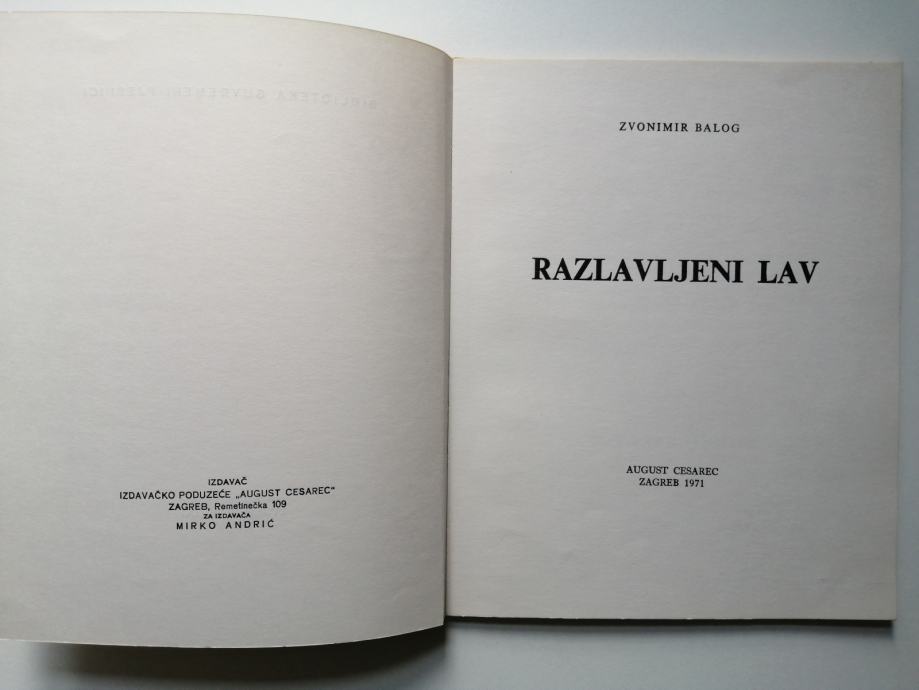 IZDAVAČ
IZDAVAČKO PODUZEĆE „AUGUST CESAREC“
ZAGREB, Remetinečka 109
ZA IZDAVAČA
MIRKO ANDRIĆ
ZVONIMIR BALOG
RAZLAVLJENI LAV
AUGUST CESAREC
ZAGREB 1971